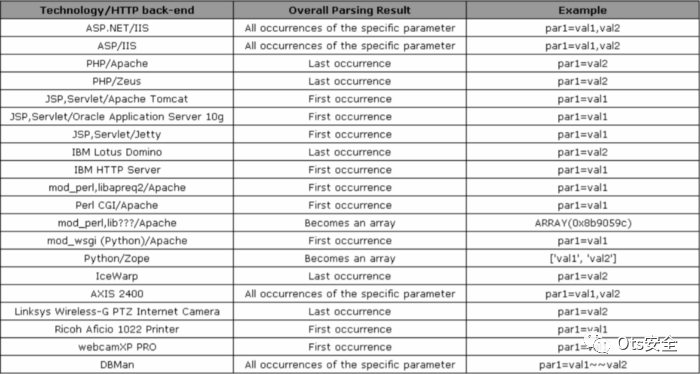 Technology/HTTP back-end Overall Parsing Result Example
ASP.NET/IIS All occurrences of the specific parameter par1=val1,val2
ASP/IIS All occurrences of the specific parameter par1=val1,val2
PHP/Apache Last occurrence par1=val2
PHP/Zeus Last occurrence par1=val2
JSP,Servlet/Apache Tomcat First occurrence par1=val1
JSP,Servlet/Oracle Application Server 10g First occurrence par1=val1
JSP,Servlet/Jetty First occurrence par1=val1
IBM Lotus Domino Last occurrence par1=val2
IBM HTTP Server First occurrence par1=val1
mod_perl,libapreq2/Apache First occurrence par1=val1
Perl CGI/Apache First occurrence par1=val1
mod_perl,lib???/Apache Becomes an array ARRAY(0x8b9059c)
mod_wsgi (Python)/Apache First occurrence par1=val1
Python/Zope Becomes an array ['val1', 'val2']
IceWarp Last occurrence par1=val2
AXIS 2400 All occurrences of the specific parameter par1=val1,val2
Linksys Wireless-G PTZ Internet Camera Last occurrence par1=val2
Ricoh Aficio 1022 Printer First occurrence par1=val1
webcamXP PRO First occurrence
DBMan All occurrences of the specific parameter par1=val1~~val2
Ots安全